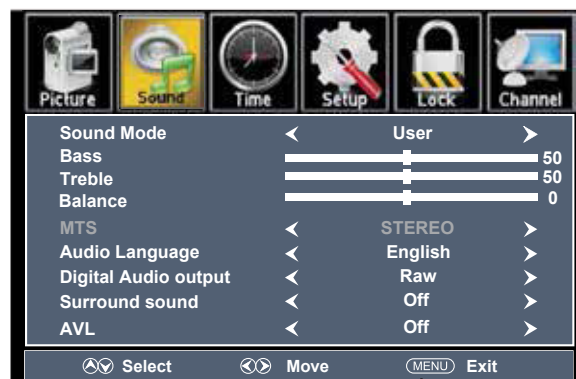 Picture Sound Time Setup Lock Channel
Sound Mode User
Bass 50
Treble 50
Balance 0
MTS STEREO
Audio Language English
Digital Audio output Raw
Surround sound Off
AVL Off
Select Move MENU Exit